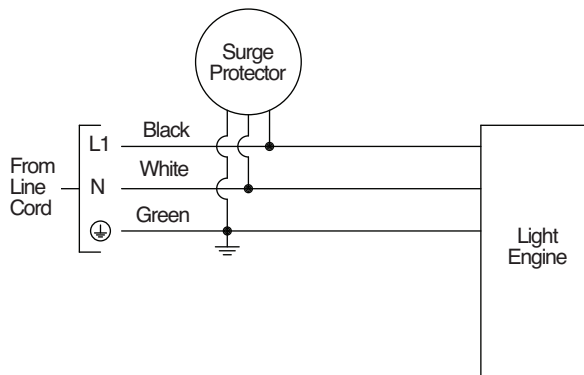 Surge
Protector
L1
Black
From
Line
Cord
N
White
Green
Light
Engine